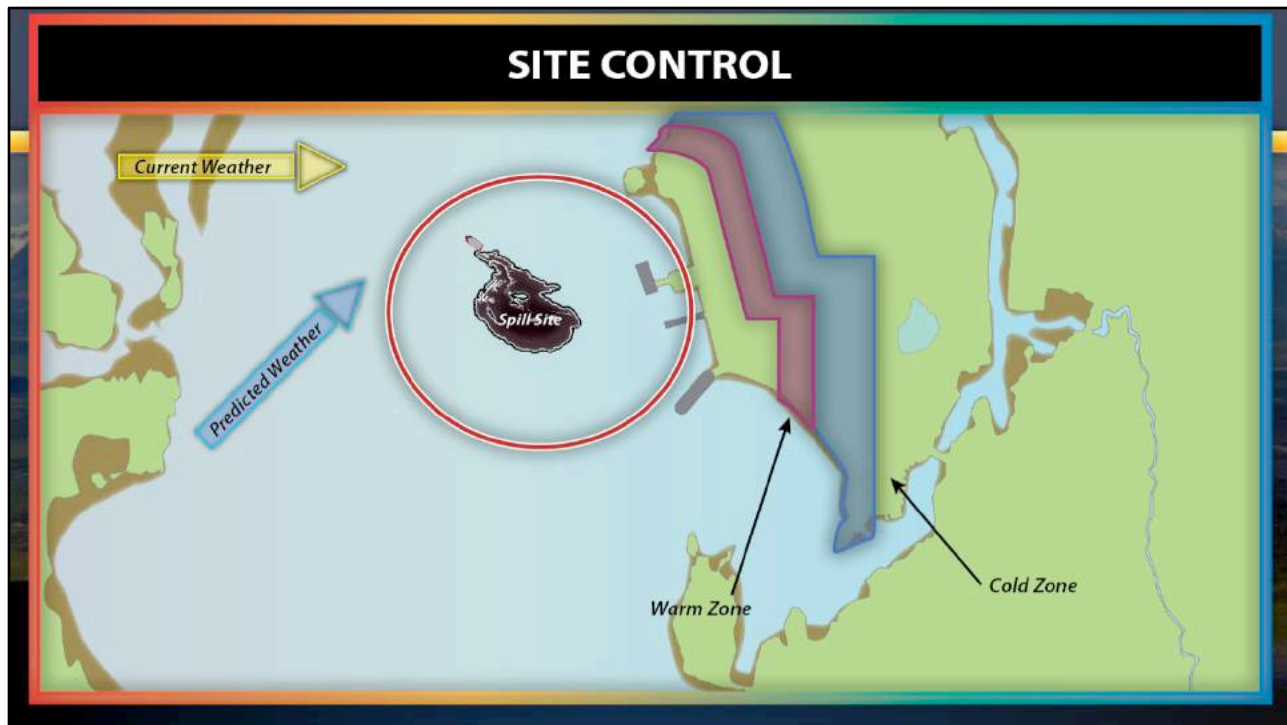 SITE CONTROL
Current Weather
Predicted Weather
Spill Site
Warm Zone
Cold Zone